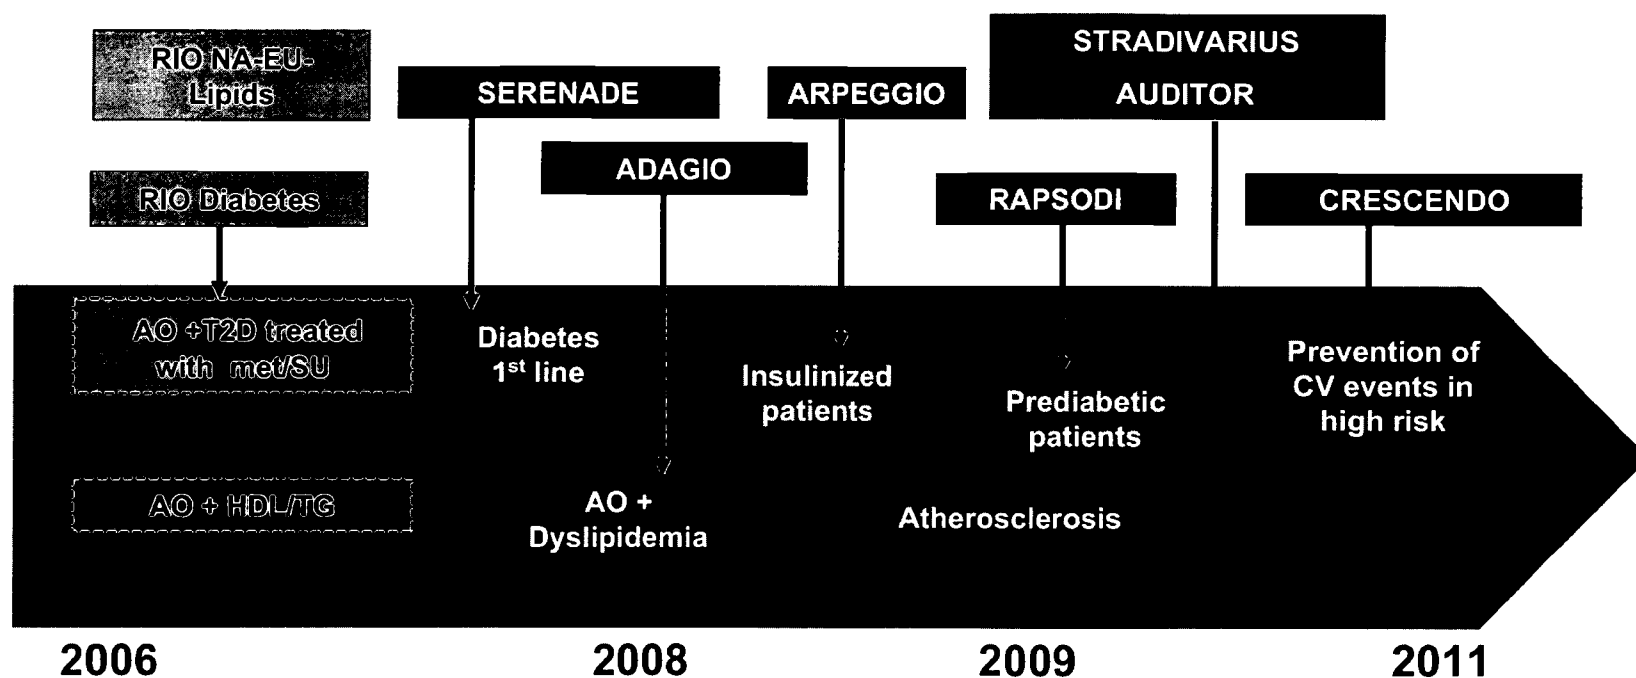 RIO NA-EU-
Lipids
SERENADE
ARPEGGIO
STRADIVARIUS
AUDITOR
ADAGIO
RIO Diabetes
RAPSODI
CRESCENDO
AO +T2D treated
with met/SU
Diabetes
1st line
Insulinized
patients
Prediabetic
patients
Prevention of
CV events in
high risk
AO + HDL/TG
AO +
Dyslipidemia
Atherosclerosis
2006
2008
2009
2011